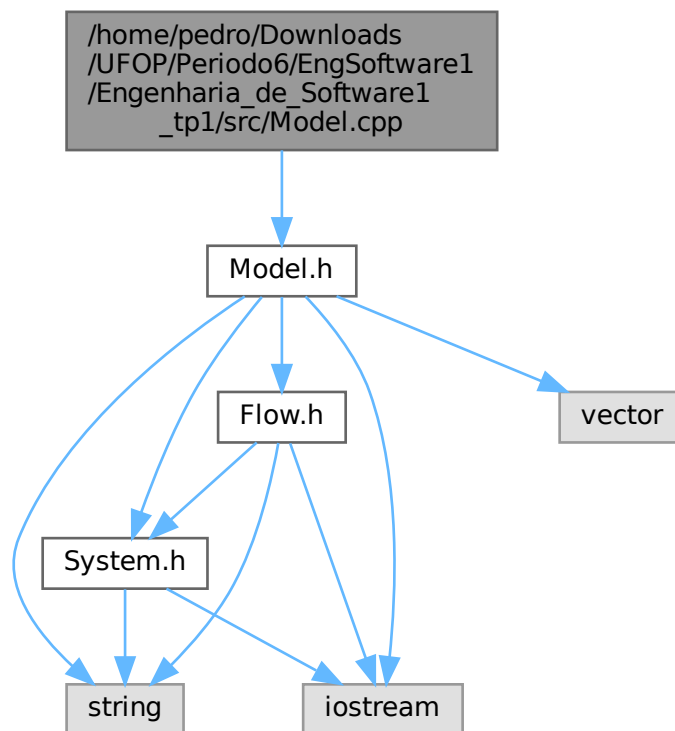 /home/pedro/Downloads
/UFOP/Periodo6/EngSoftware1
/Engenharia_de_Software1
_tp1/src/Model.cpp
Model.h
Flow.h
vector
System.h
string
iostream